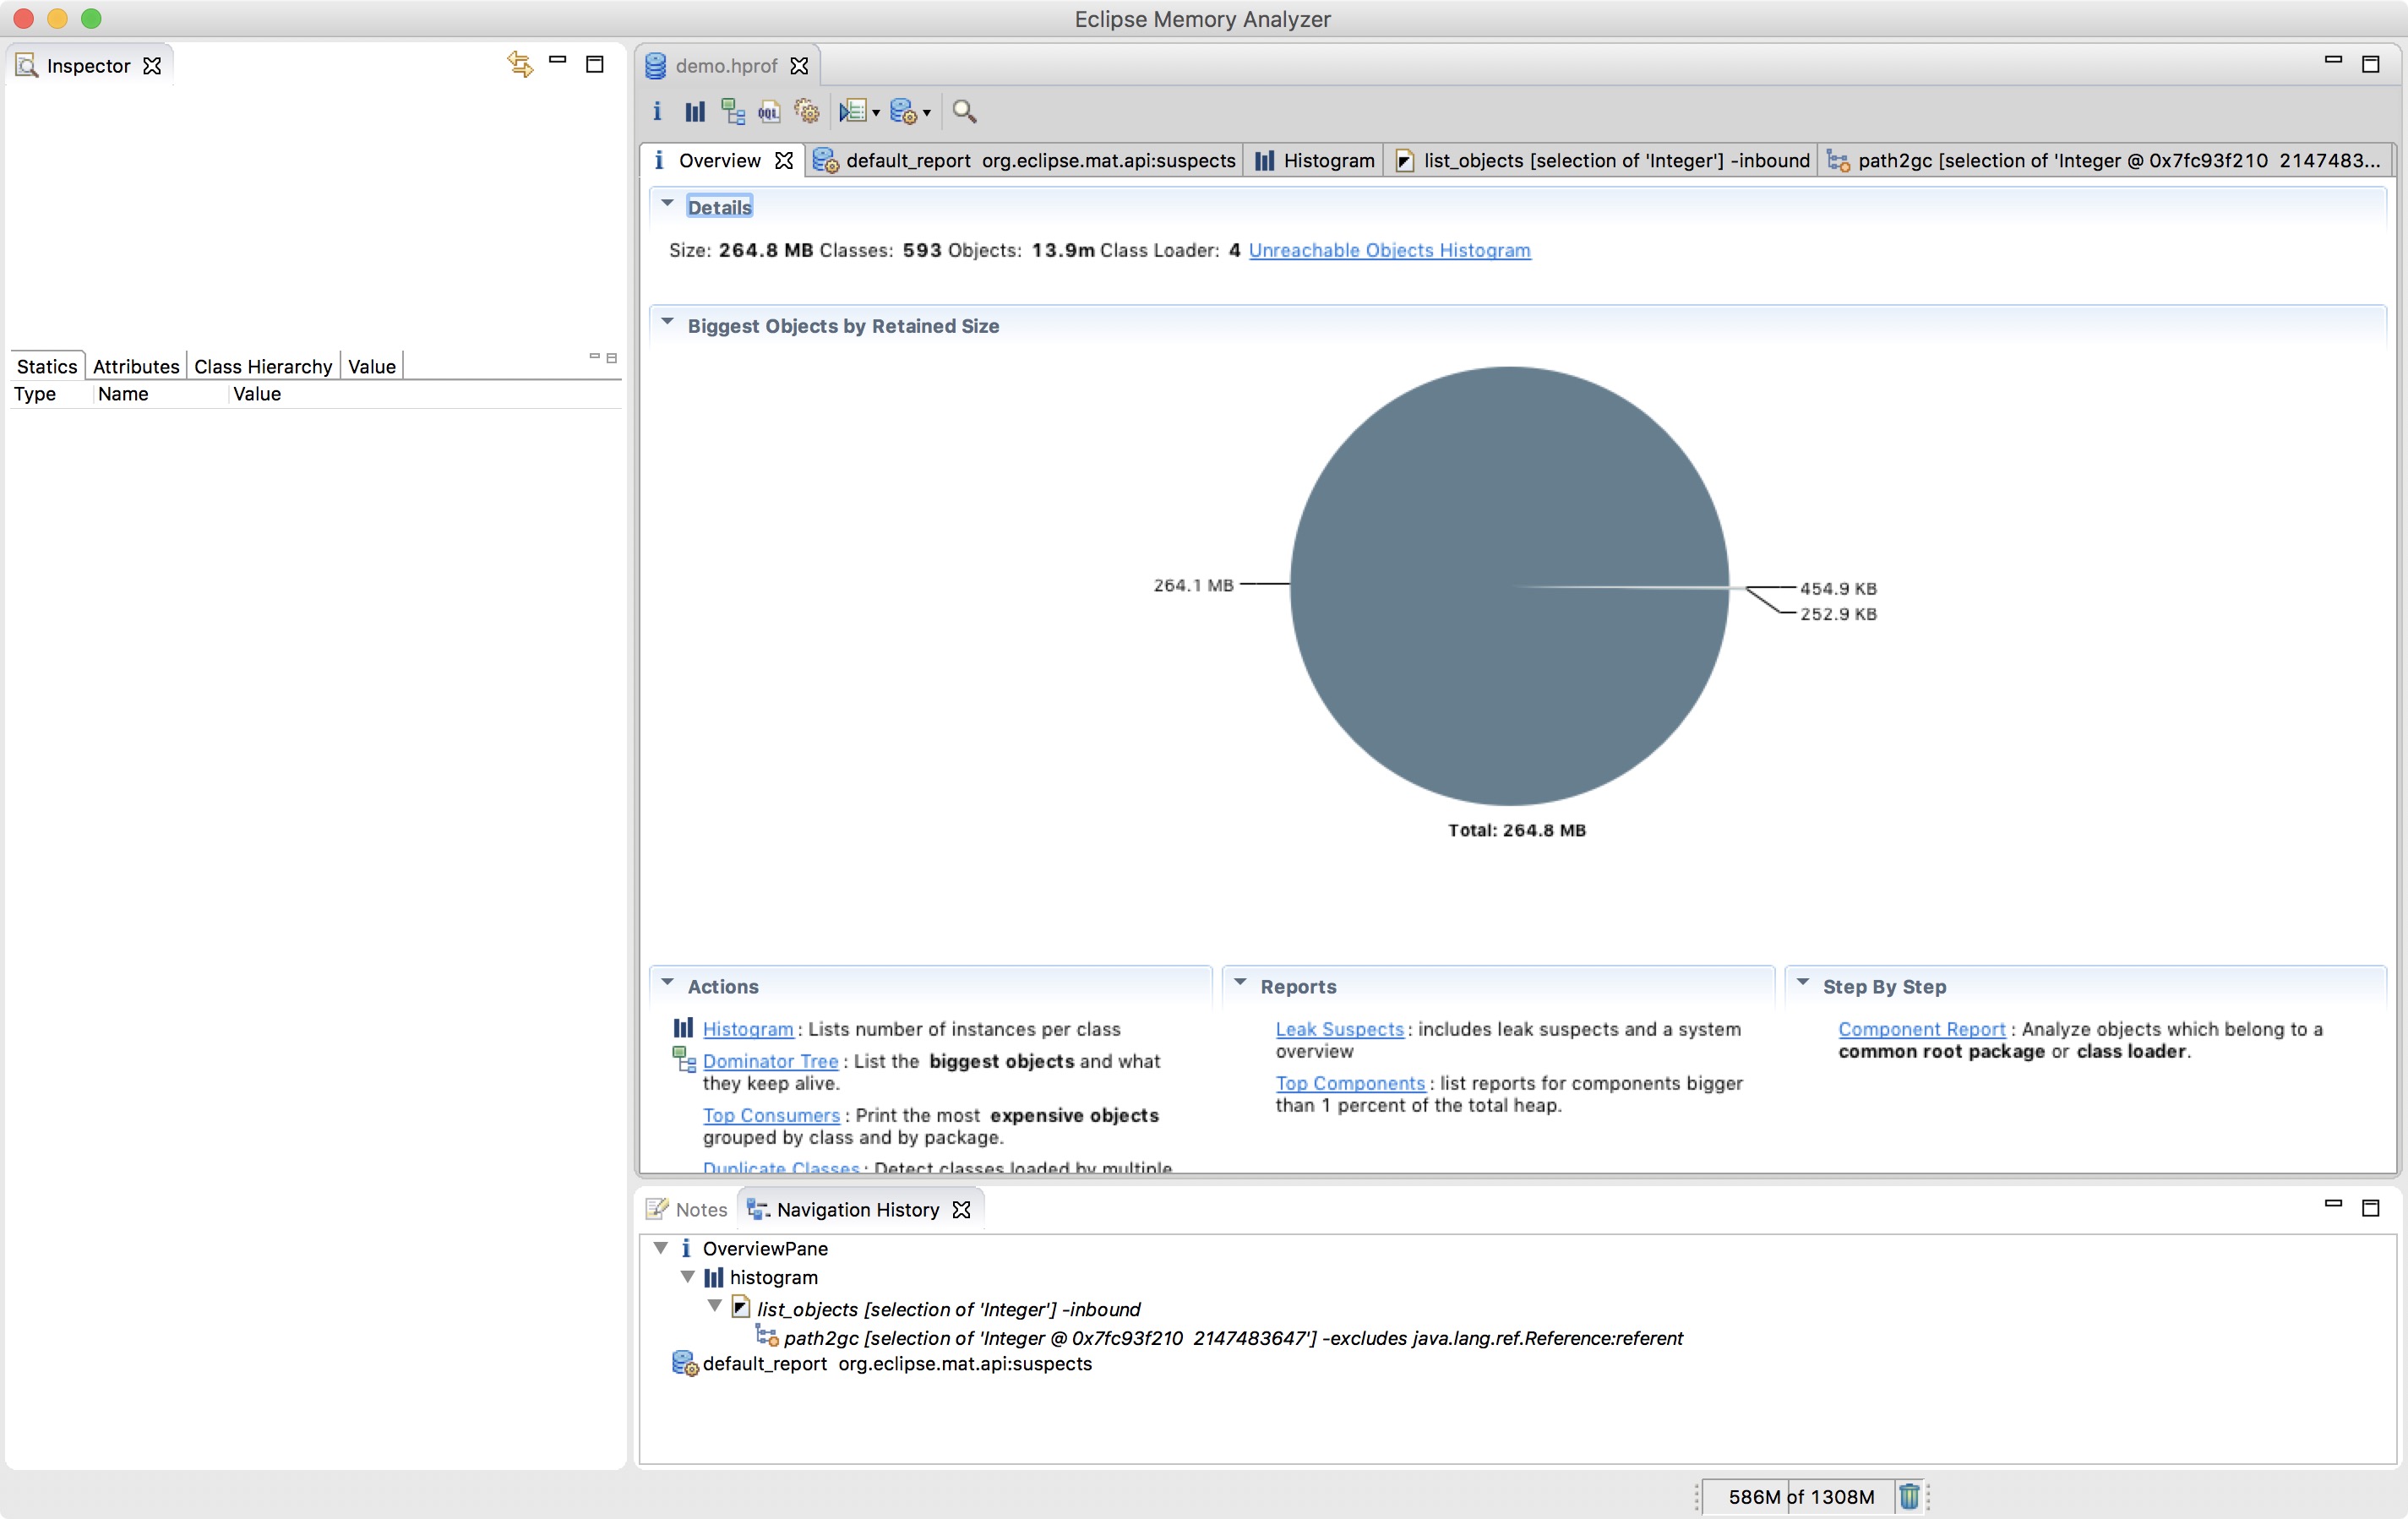 Eclipse Memory Analyzer
Inspector
demo.hprof
Overview
default_report org.eclipse.mat.api:suspects
Histogram
list_objects [selection of 'Integer'] -inbound
path2gc [selection of 'Integer @ 0x7fc93f210 2147483...
Details
Size: 264.8 MB Classes: 593 Objects: 13.9m Class Loader: 4 Unreachable Objects Histogram
Biggest Objects by Retained Size
Statics
Attributes
Class Hierarchy
Value
Type
Name
Value
264.1 MB
454.9 KB
252.9 KB
Total: 264.8 MB
Actions
Histogram : Lists number of instances per class
Dominator Tree : List the biggest objects and what
they keep alive.
Top Consumers : Print the most expensive objects
grouped by class and by package.
Duplicate Classes : Detect classes loaded by multiple
Reports
Leak Suspects : includes leak suspects and a system
overview
Top Components : list reports for components bigger
than 1 percent of the total heap.
Step By Step
Component Report : Analyze objects which belong to a
common root package or class loader.
Notes
Navigation History
OverviewPane
histogram
list_objects [selection of 'Integer'] -inbound
path2gc [selection of 'Integer @ 0x7fc93f210 2147483647'] -excludes java.lang.ref.Reference:referent
default_report org.eclipse.mat.api:suspects
586M of 1308M